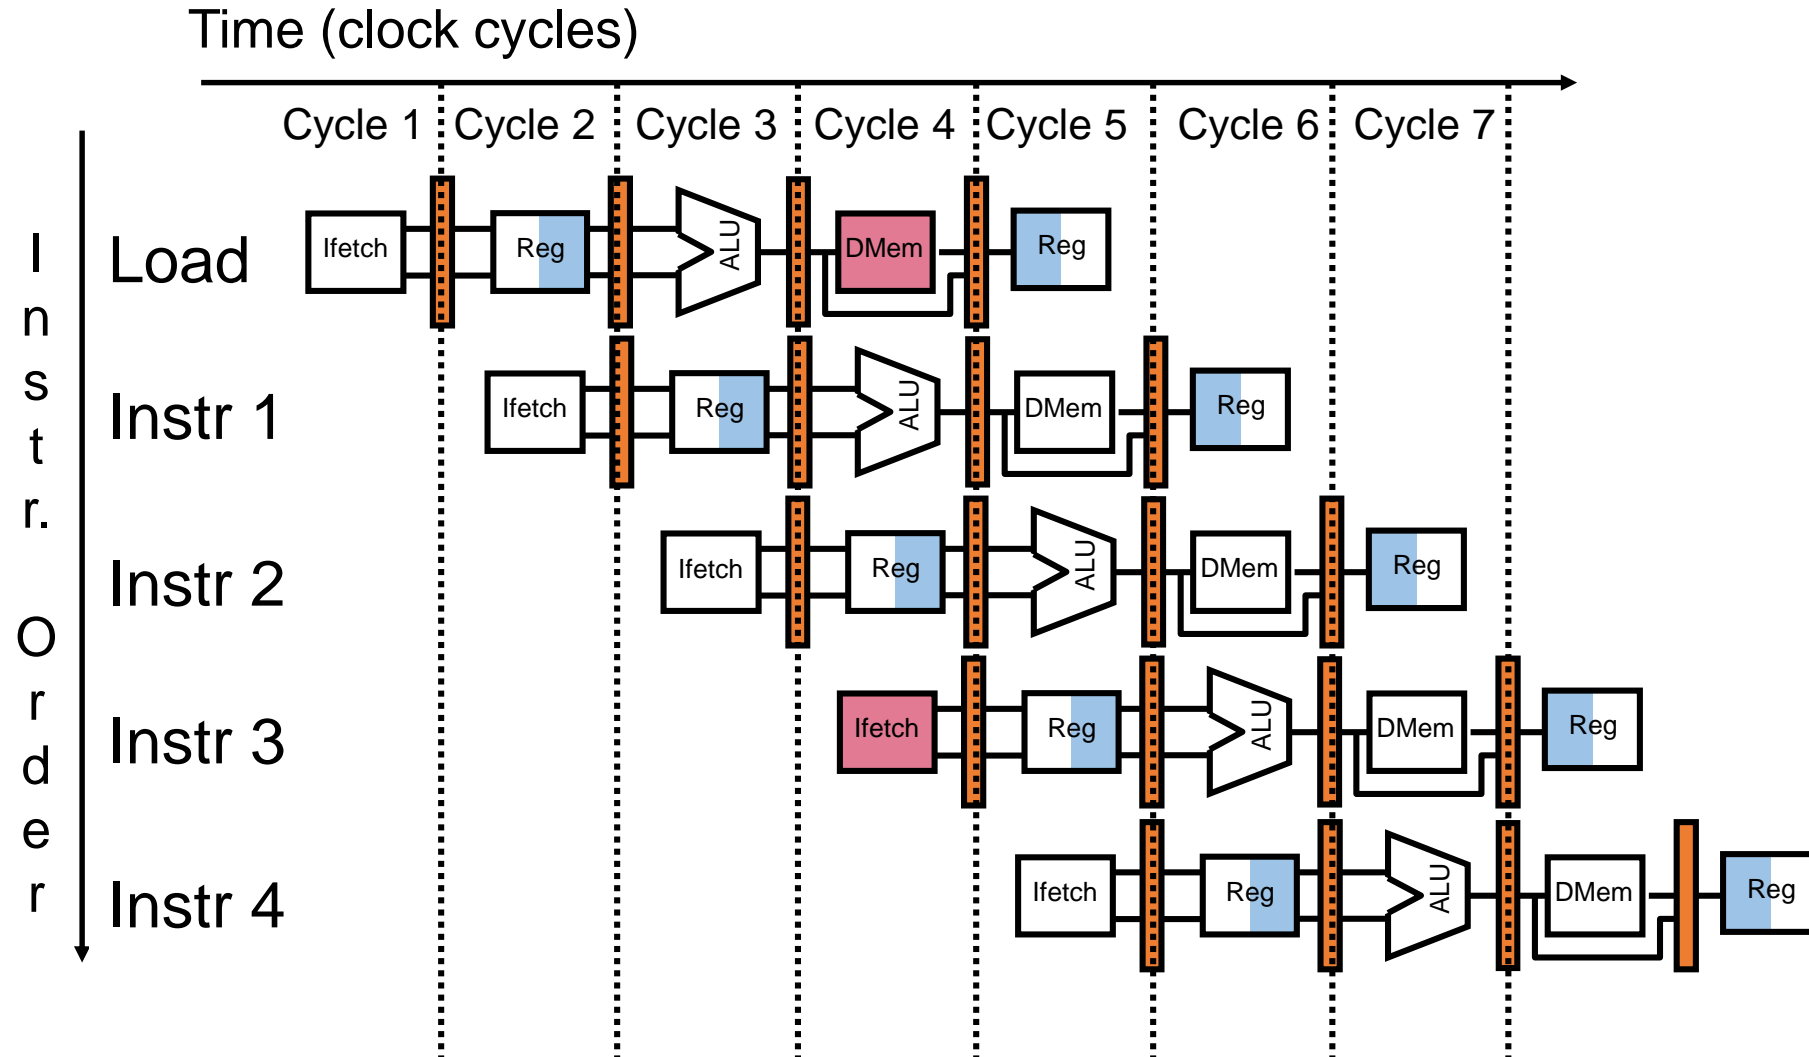 Time (clock cycles)
Cycle 1 Cycle 2 Cycle 3 Cycle 4 Cycle 5 Cycle 6 Cycle 7
Instr. Order
Load Ifetch Reg ALU DMem Reg
Instr 1 Ifetch Reg ALU DMem Reg
Instr 2 Ifetch Reg ALU DMem Reg
Instr 3 Ifetch Reg ALU DMem Reg
Instr 4 Ifetch Reg ALU DMem Reg